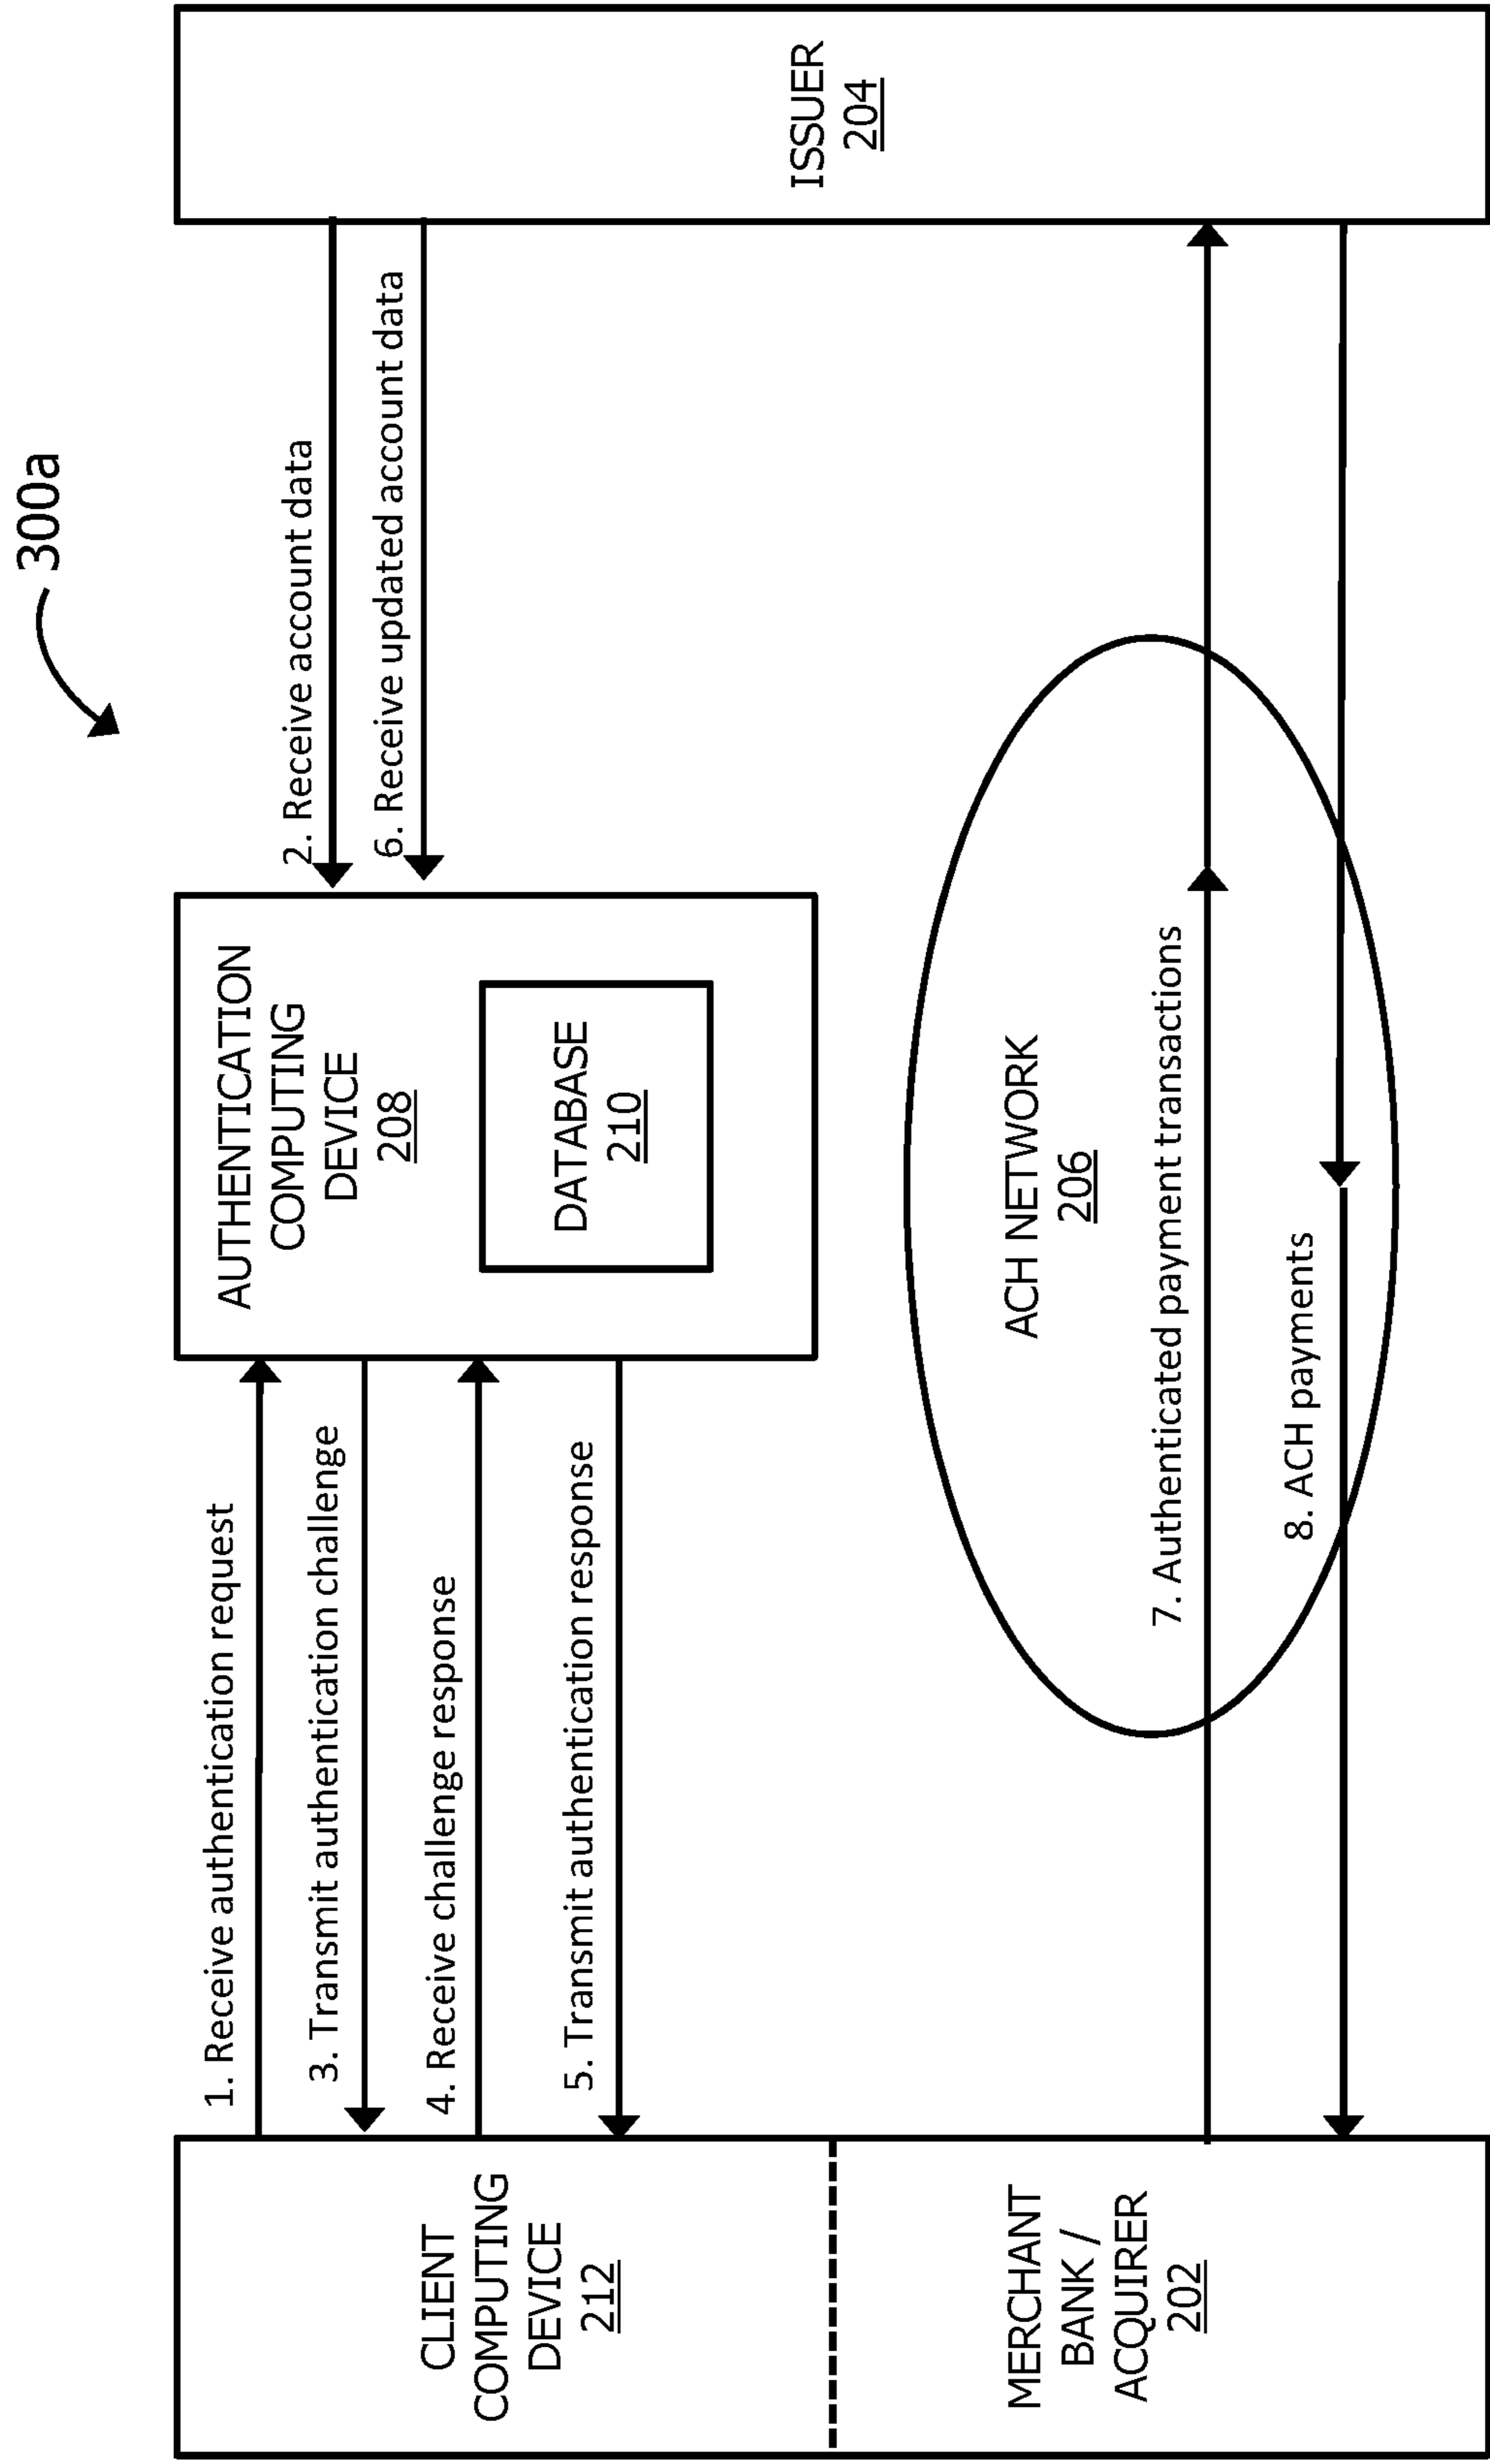 300a
CLIENT
COMPUTING
DEVICE
212
MERCHANT
BANK /
ACQUIRER
202
1. Receive authentication request
3. Transmit authentication challenge
4. Receive challenge response
5. Transmit authentication response
AUTHENTICATION
COMPUTING
DEVICE
208
DATABASE
210
2. Receive account data
6. Receive updated account data
ACH NETWORK
206
7. Authenticated payment transactions
8. ACH payments
ISSUER
204